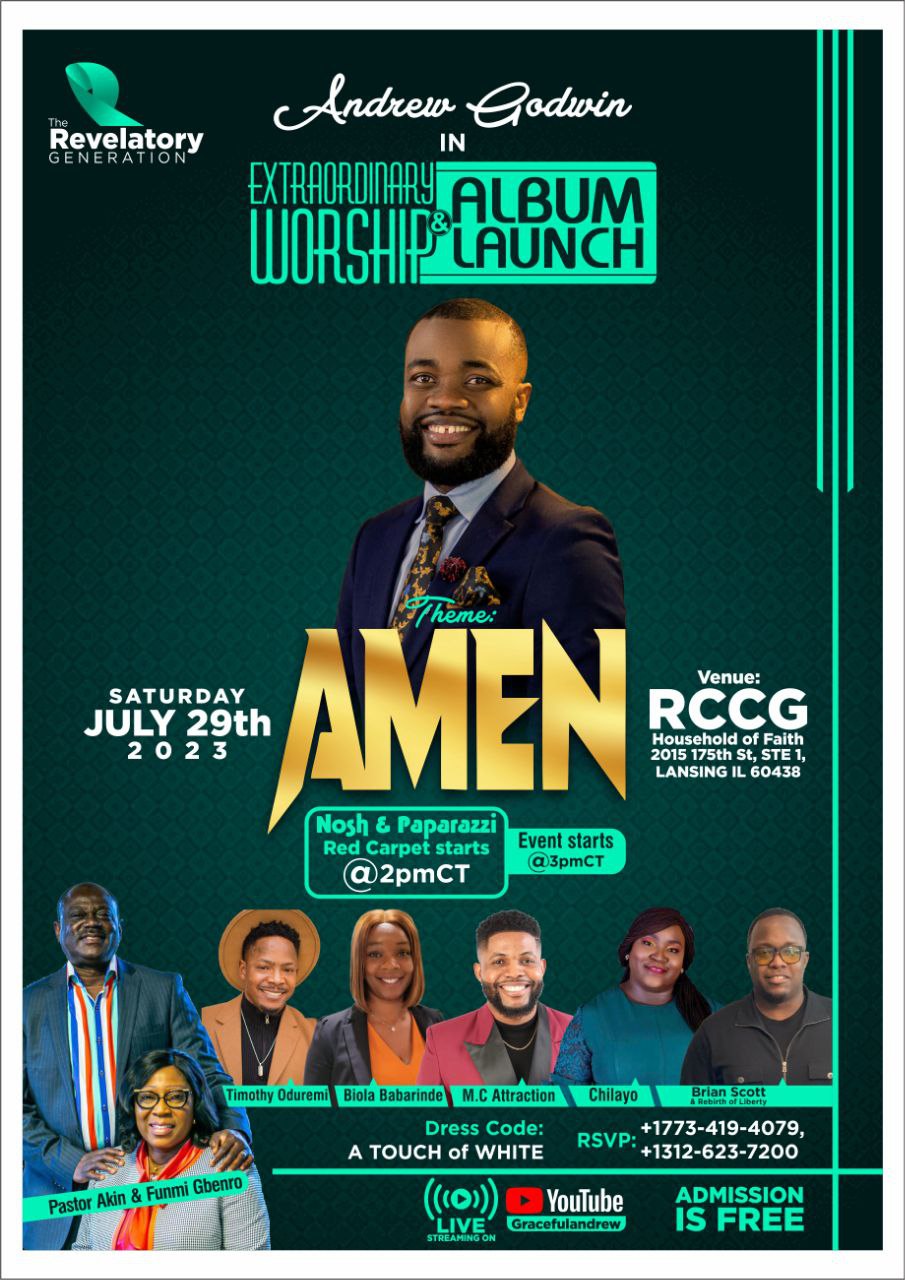 The
Revelatory
GENERATION
Andrew Godwin
IN
EXTRAORDINARY
WORSHIP
&
ALBUM
LAUNCH
Theme:
AMEN
SATURDAY
JULY 29th
2023
Venue:
RCCG
Household of Faith
2015 175th St, STE 1,
LANSING IL 60438
Nosh & Paparazzi
Red Carpet starts
@2pmCT
Event starts
@3pmCT
Timothy Oduremi
Biola Babarinde
M.C Attraction
Chilayo
Brian Scott
& Rebirth of Liberty
Pastor Akin & Funmi Gbenro
Dress Code:
A TOUCH of WHITE
RSVP: +1773-419-4079,
+1312-623-7200
LIVE
STREAMING ON
YouTube
Gracefulandrew
ADMISSION
IS FREE